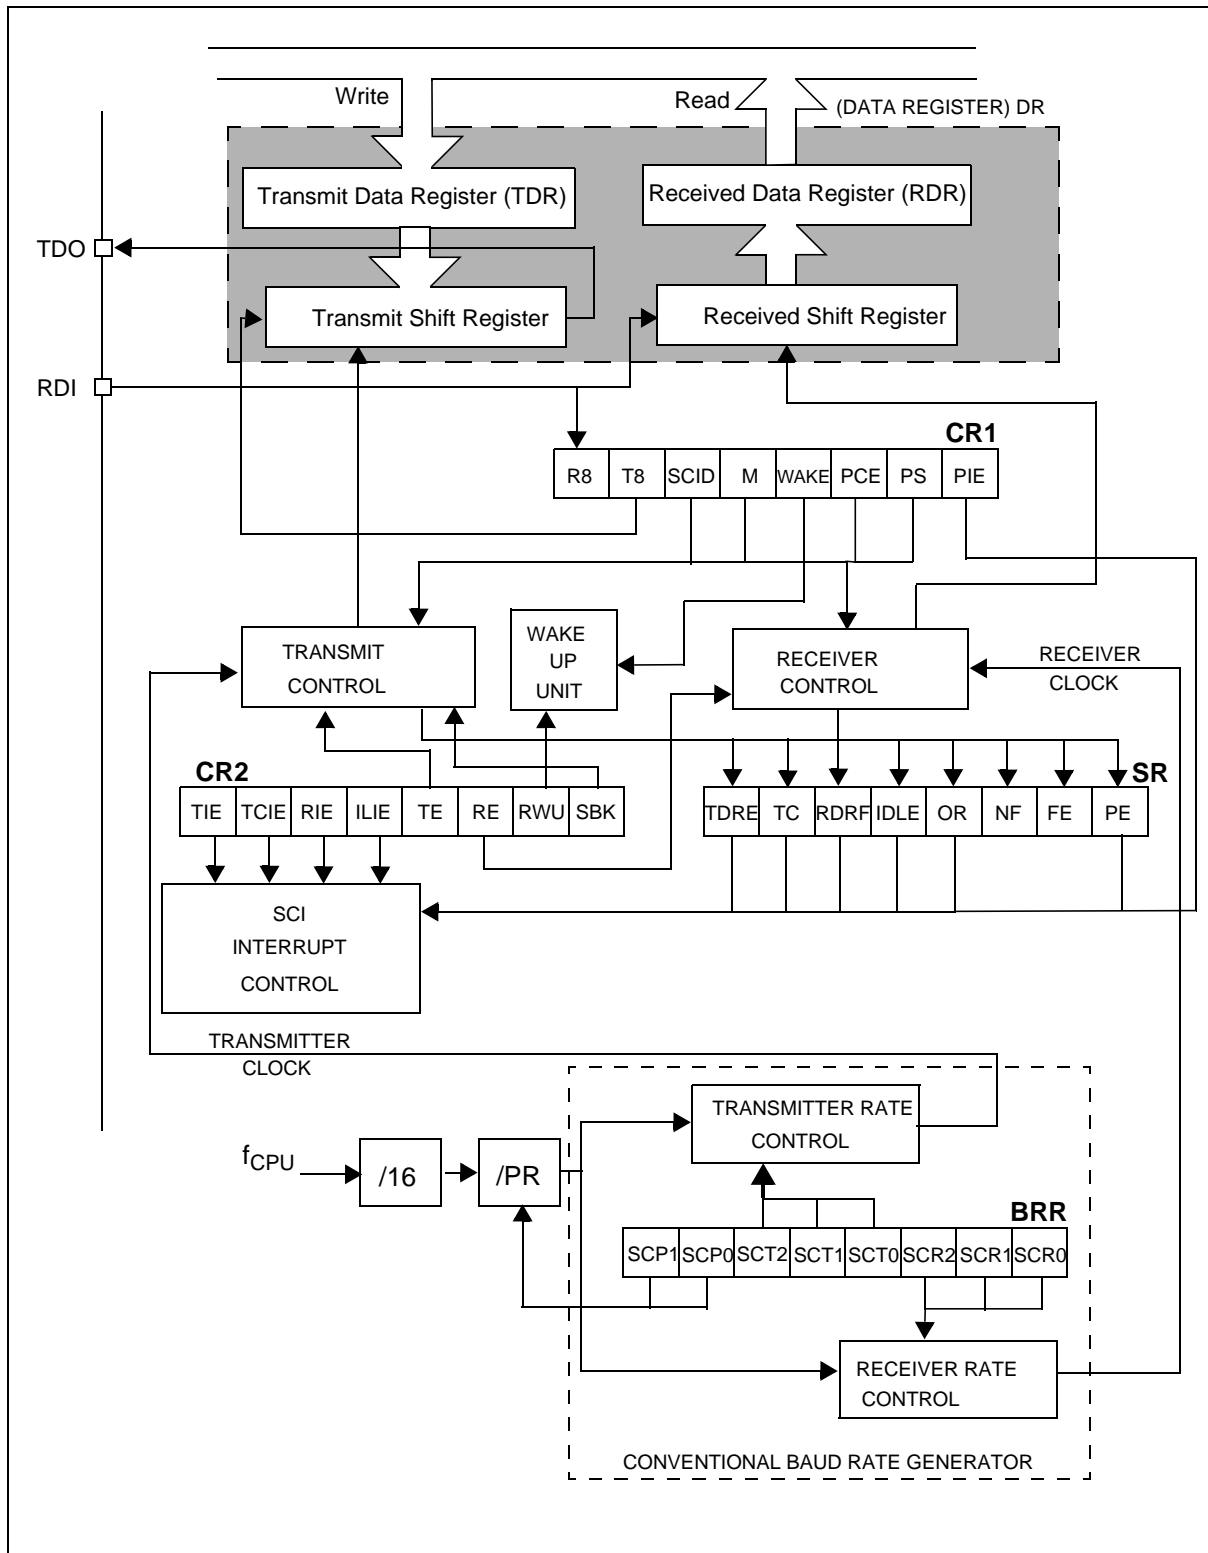 Write
Read
(DATA REGISTER) DR
Transmit Data Register (TDR)
Received Data Register (RDR)
TDO
Transmit Shift Register
Received Shift Register
RDI
CR1
R8 T8 SCID M WAKE PCE PS PIE
TRANSMIT
CONTROL
WAKE
UP
UNIT
RECEIVER
CONTROL
RECEIVER
CLOCK
CR2
SR
TIE TCIE RIE ILIE TE RE RWU SBK
TDRE TC RDRF IDLE OR NF FE PE
SCI
INTERRUPT
CONTROL
TRANSMITTER
CLOCK
TRANSMITTER RATE
CONTROL
fCPU
/16
/PR
BRR
SCP1 SCP0 SCT2 SCT1 SCT0 SCR2 SCR1 SCR0
RECEIVER RATE
CONTROL
CONVENTIONAL BAUD RATE GENERATOR